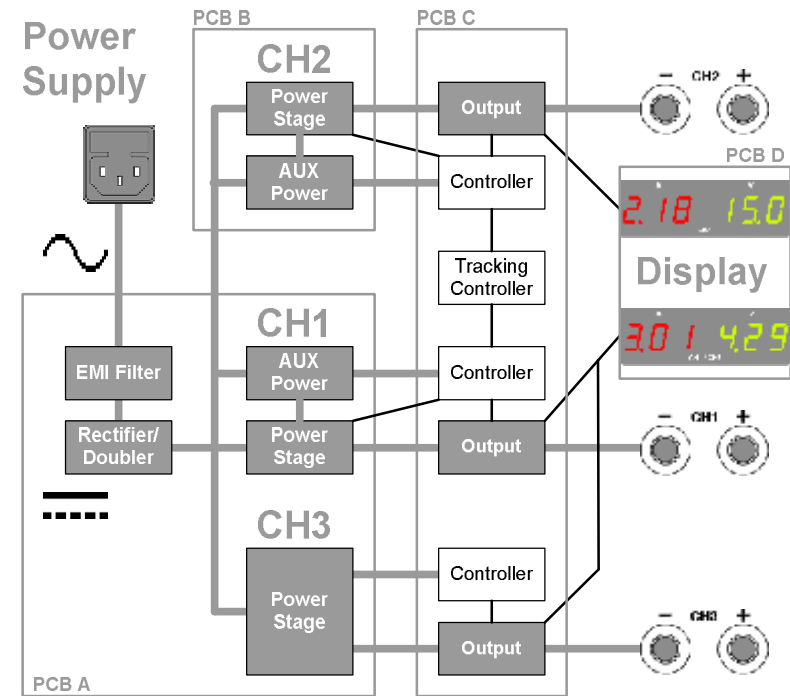 Power
Supply
PCB B
PCB C
CH2
Power
Stage
Output
- CH2 +
AUX
Power
Controller
PCB D
2.18 15.0
Tracking
Controller
Display
CH1
3.01 4.29
EMI Filter
AUX
Power
Controller
Rectifier/
Doubler
Power
Stage
Output
- CH1 +
CH3
Power
Stage
Controller
Output
- CH3 +
PCB A